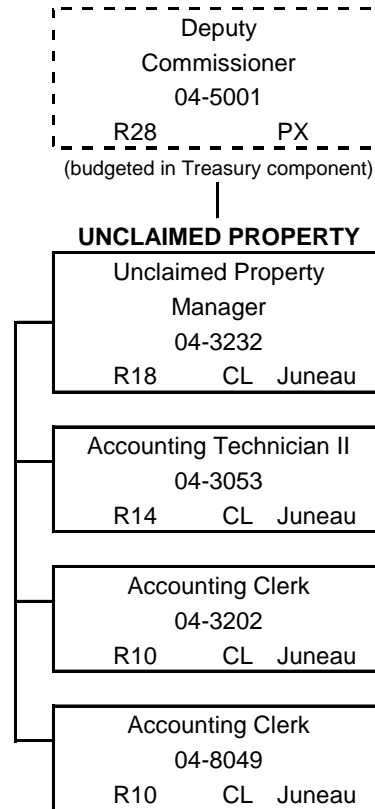 Deputy
Commissioner
04-5001
R28 PX
(budgeted in Treasury component)
UNCLAIMED PROPERTY
Unclaimed Property
Manager
04-3232
R18 CL Juneau
Accounting Technician II
04-3053
R14 CL Juneau
Accounting Clerk
04-3202
R10 CL Juneau
Accounting Clerk
04-8049
R10 CL Juneau